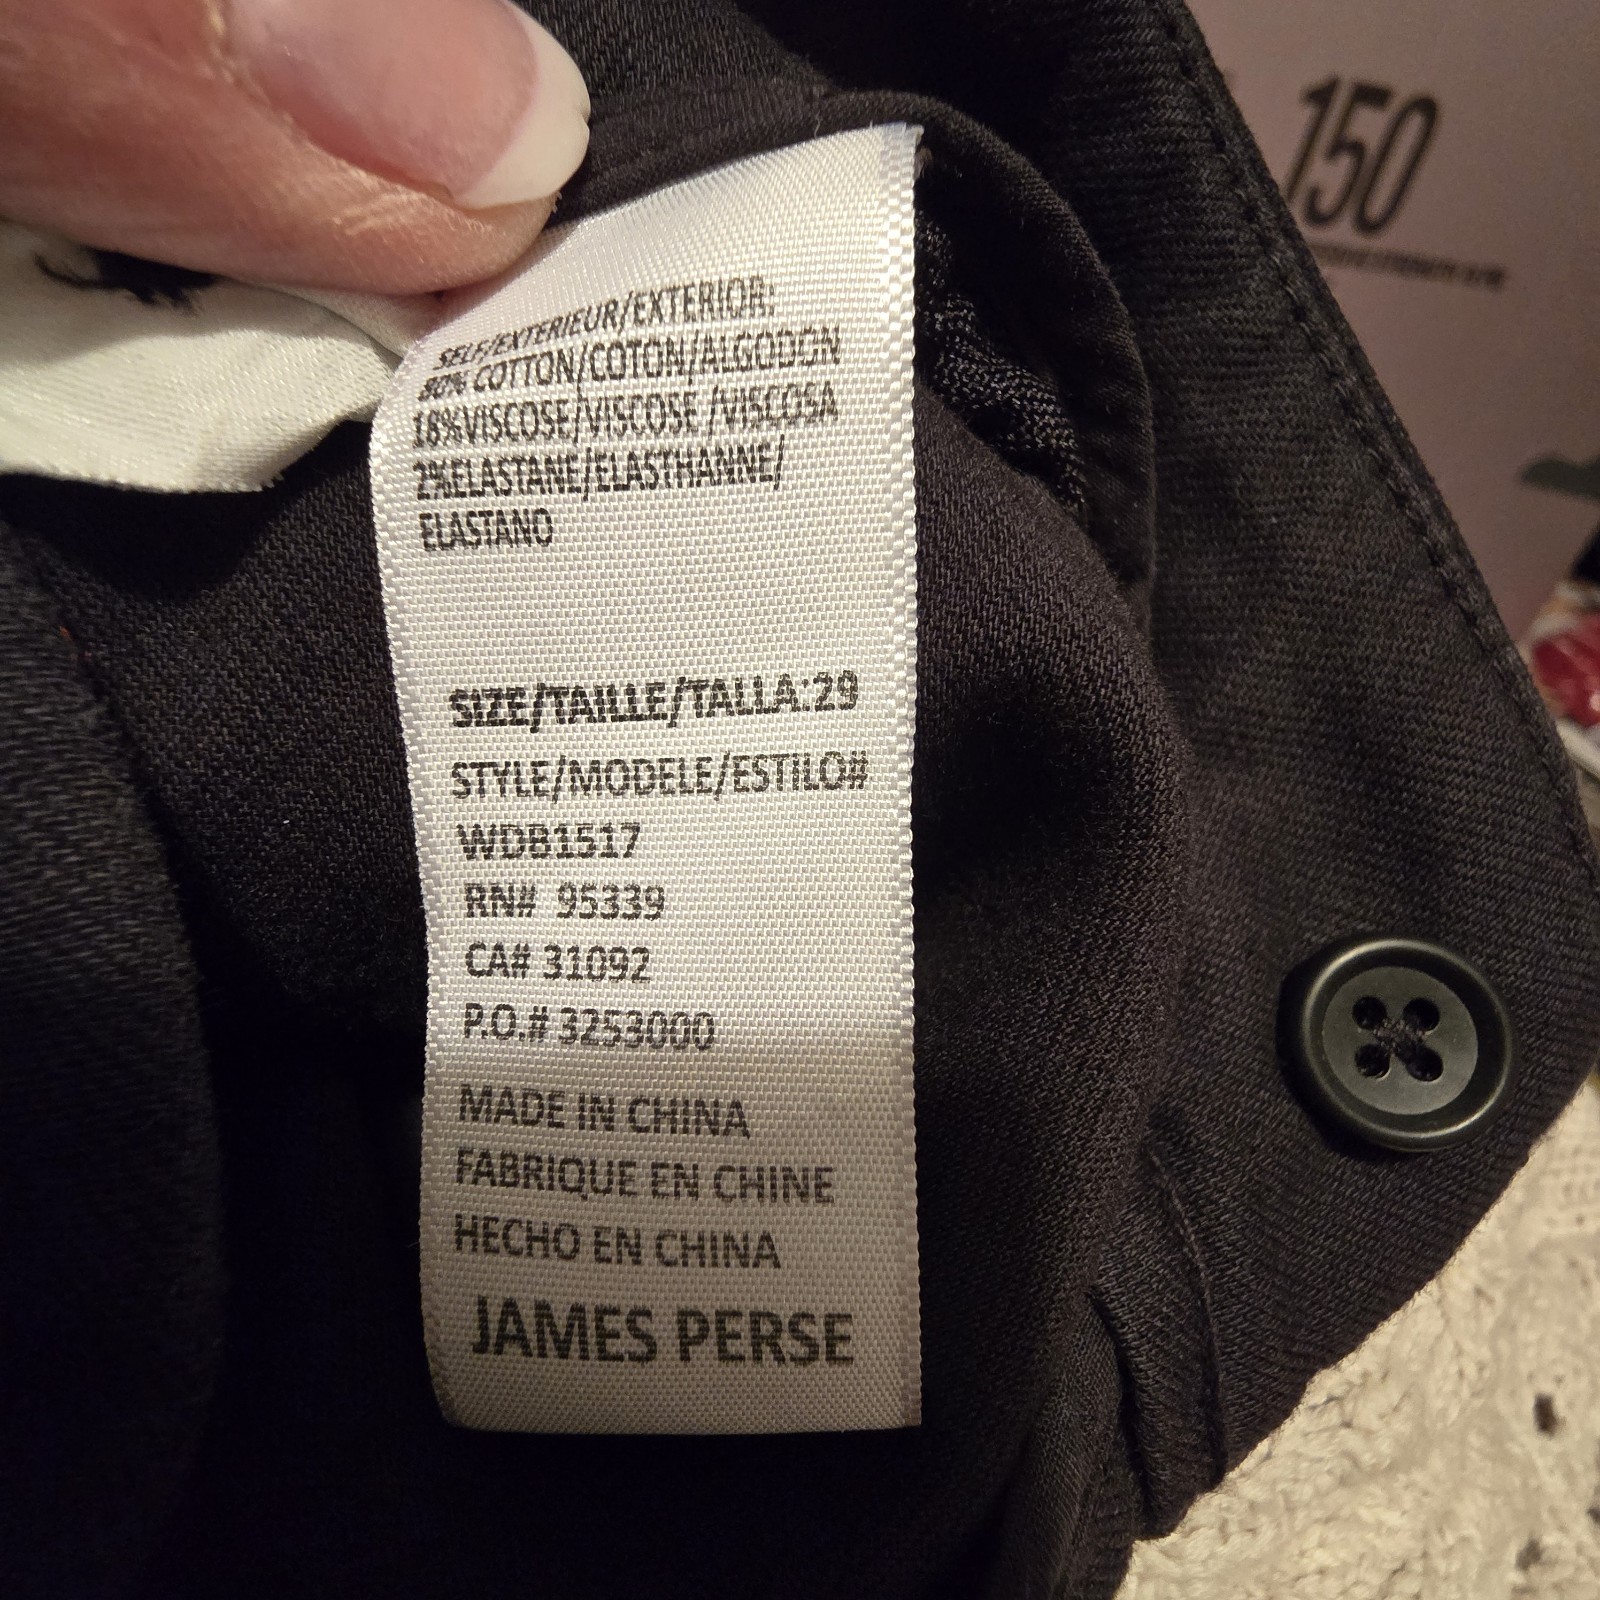 SELF/EXTERIEUR/EXTERIOR:
80% COTTON/COTON/ALGODON
18%VISCOSE/VISCOSE /VISCOSA
2%ELASTANE/ELASTHANNE/
ELASTANO
SIZE/TAILLE/TALLA:29
STYLE/MODELE/ESTILO#
WDB1517
RN# 95339
CA# 31092
P.O.# 3253000
MADE IN CHINA
FABRIQUE EN CHINE
HECHO EN CHINA
JAMES PERSE
150